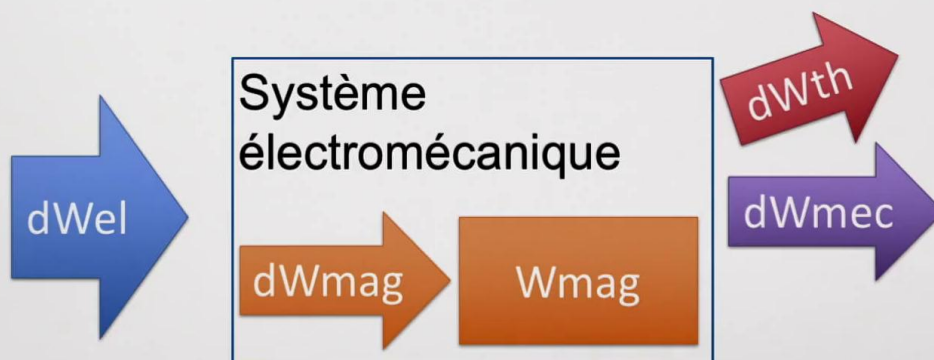 Système
électromécanique
dWel
dWmag
Wmag
dWth
dWmec